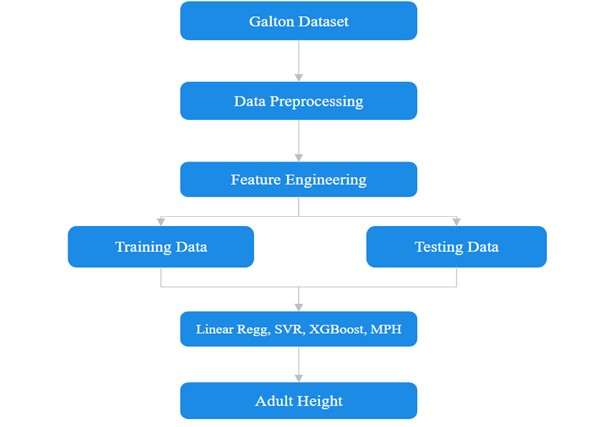 Galton Dataset
Data Preprocessing
Feature Engineering
Training Data
Testing Data
Linear Regg, SVR, XGBoost, MPH
Adult Height